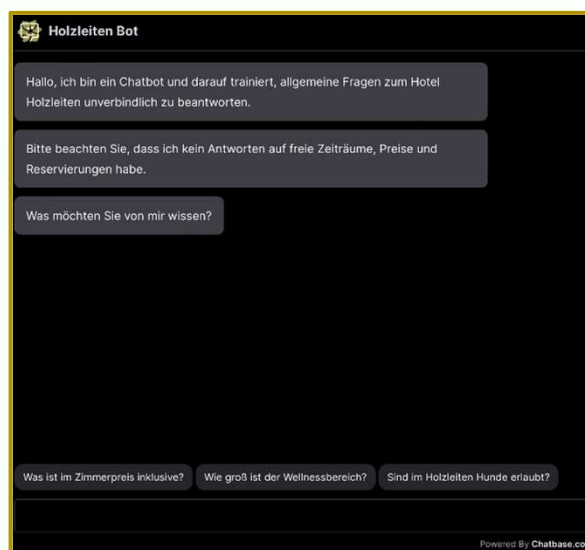 Holzleiten Bot
Hallo, ich bin ein Chatbot und darauf trainiert, allgemeine Fragen zum Hotel
Holzleiten unverbindlich zu beantworten.
Bitte beachten Sie, dass ich kein Antworten auf freie Zeiträume, Preise und
Reservierungen habe.
Was möchten Sie von mir wissen?
Was ist im Zimmerpreis inklusive? Wie groß ist der Wellnessbereich? Sind im Holzleiten Hunde erlaubt?
Powered By Chatbase.co